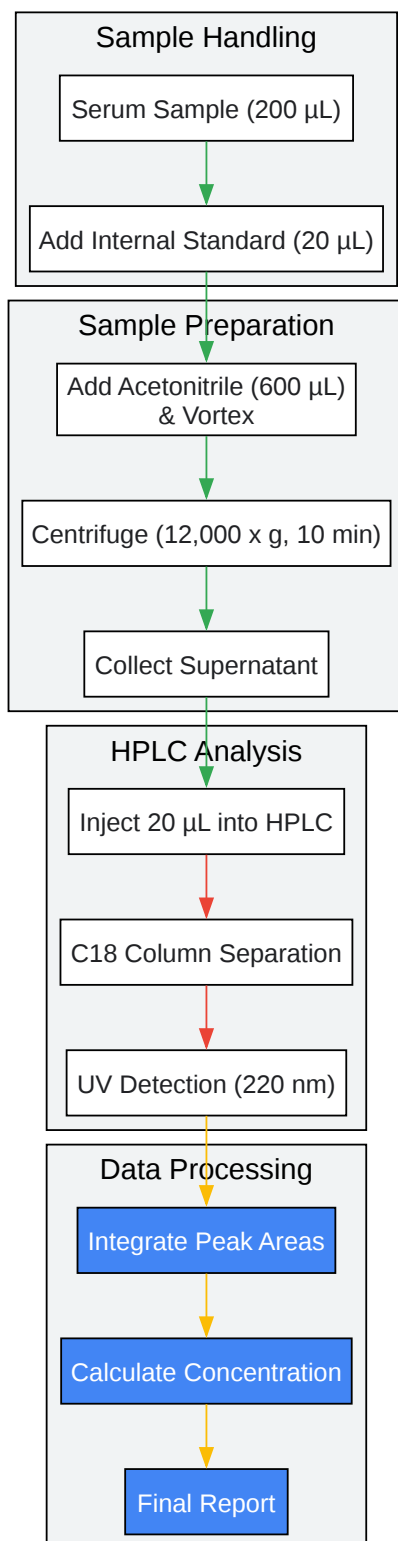 Sample Handling
Serum Sample (200 µL)
Add Internal Standard (20 µL)
Sample Preparation
Add Acetonitrile (600 µL)
& Vortex
Centrifuge (12,000 x g, 10 min)
Collect Supernatant
HPLC Analysis
Inject 20 µL into HPLC
C18 Column Separation
UV Detection (220 nm)
Data Processing
Integrate Peak Areas
Calculate Concentration
Final Report